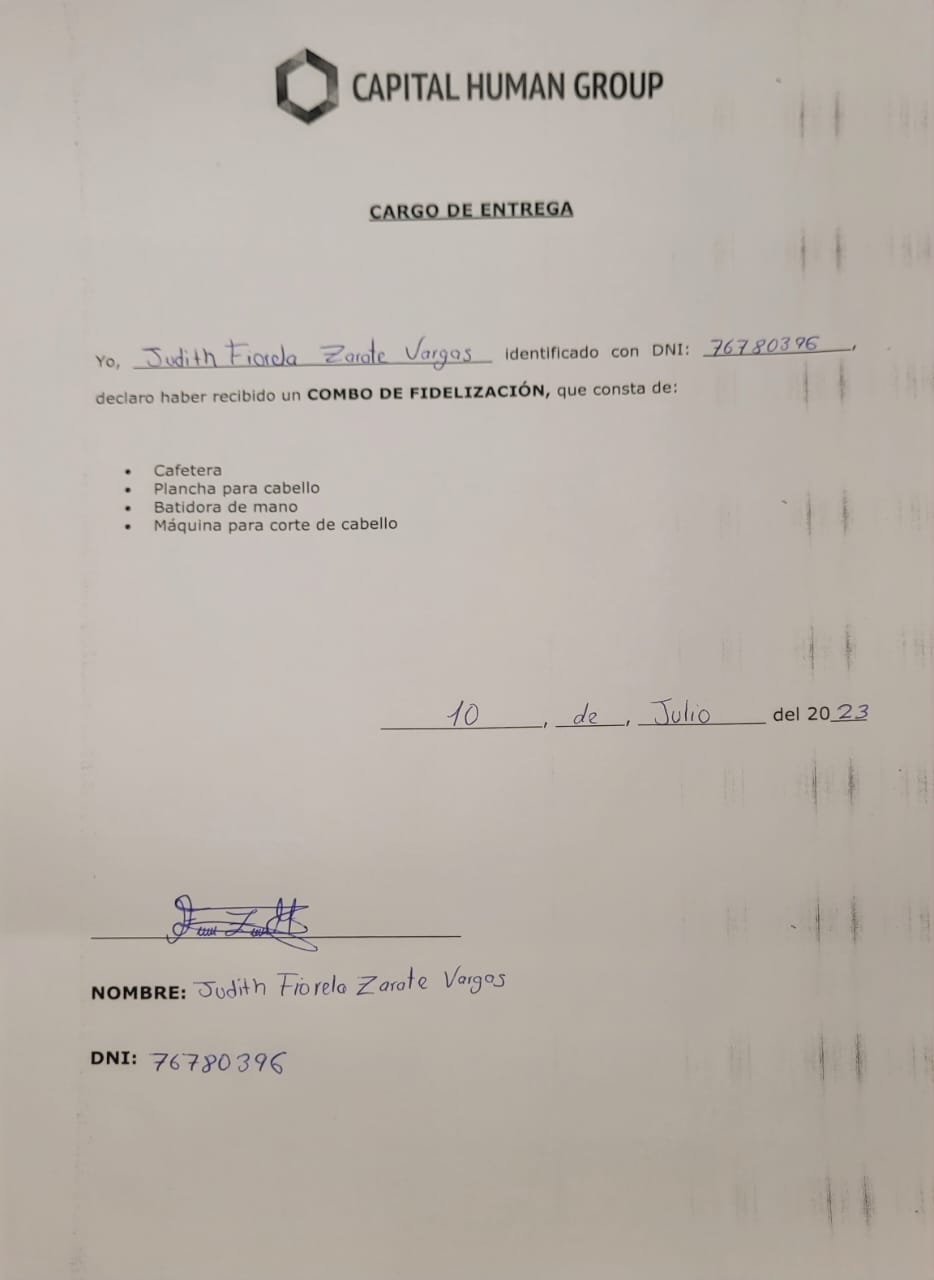 CAPITAL HUMAN GROUP
CARGO DE ENTREGA
Yo, Judith Fiorela Zarate Vargas identificado con DNI: 76780396,
declaro haber recibido un COMBO DE FIDELIZACIÓN, que consta de:
• Cafetera
• Plancha para cabello
• Batidora de mano
• Máquina para corte de cabello
10, de, Julio del 2023
NOMBRE: Judith Fiorela Zarate Vargas
DNI: 76780396